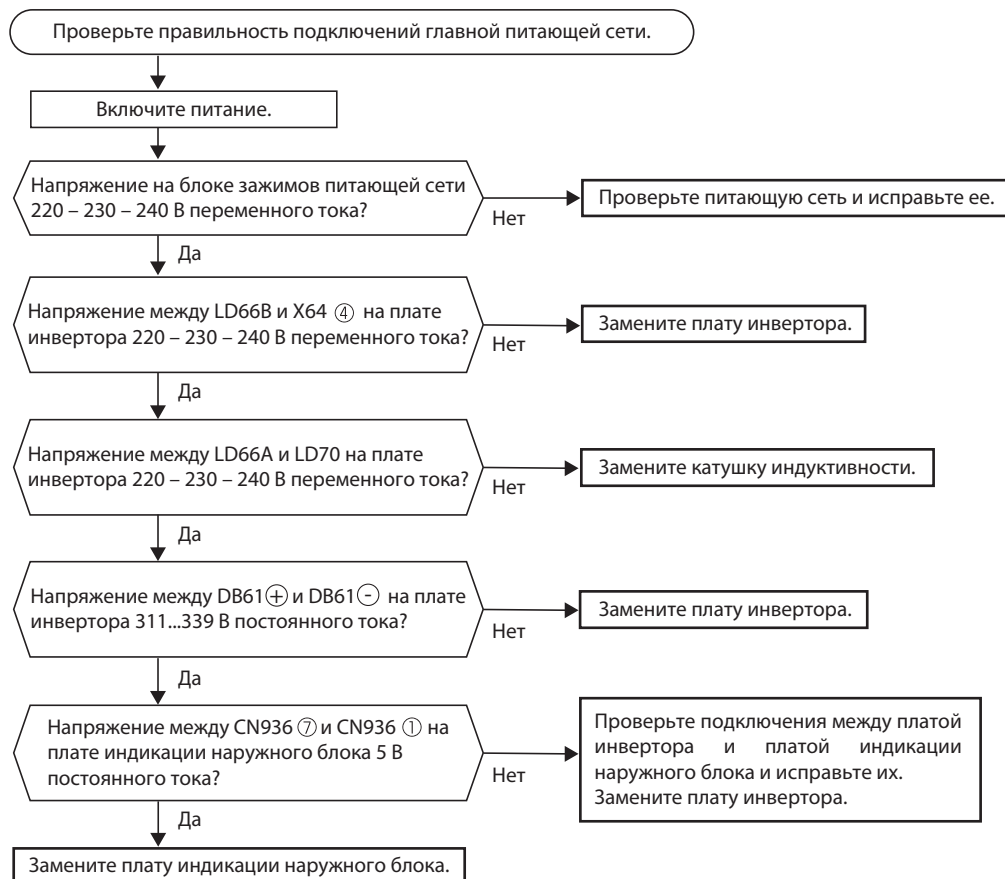 Проверьте правильность подключений главной питающей сети.
Включите питание.
Напряжение на блоке зажимов питающей сети
220 – 230 – 240 В переменного тока?
Нет
Проверьте питающую сеть и исправьте ее.
Да
Напряжение между LD66B и X64 ④ на плате
инвертора 220 – 230 – 240 В переменного тока?
Нет
Замените плату инвертора.
Да
Напряжение между LD66A и LD70 на плате
инвертора 220 – 230 – 240 В переменного тока?
Нет
Замените катушку индуктивности.
Да
Напряжение между DB61⊕ и DB61⊖ на плате
инвертора 311...339 В постоянного тока?
Нет
Замените плату инвертора.
Да
Напряжение между CN936 ⑦ и CN936 ① на
плате индикации наружного блока 5 В
постоянного тока?
Нет
Проверьте подключения между платой
инвертора и платой индикации
наружного блока и исправьте их.
Замените плату инвертора.
Да
Замените плату индикации наружного блока.